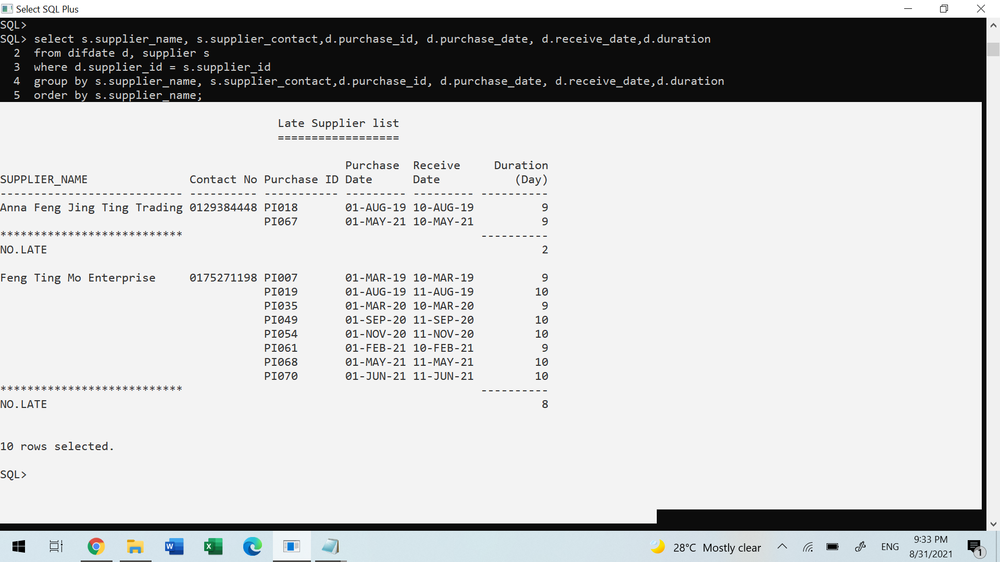 Select SQL Plus
SQL>
SQL> select s.supplier_name, s.supplier_contact,d.purchase_id, d.purchase_date, d.receive_date,d.duration
  2  from difdate d, supplier s
  3  where d.supplier_id = s.supplier_id
  4  group by s.supplier_name, s.supplier_contact,d.purchase_id, d.purchase_date, d.receive_date,d.duration
  5  order by s.supplier_name;
Late Supplier list
==================
Purchase  Receive     Duration
SUPPLIER_NAME               Contact No Purchase ID Date      Date           (Day)
--------------------------- ---------- ----------- --------- --------- ----------
Anna Feng Jing Ting Trading 0129384448 PI018       01-AUG-19 10-AUG-19          9
                                       PI067       01-MAY-21 10-MAY-21          9
***************************                                            ----------
NO.LATE                                                                         2
Feng Ting Mo Enterprise     0175271198 PI007       01-MAR-19 10-MAR-19          9
                                       PI019       01-AUG-19 11-AUG-19         10
                                       PI035       01-MAR-20 10-MAR-20          9
                                       PI049       01-SEP-20 11-SEP-20         10
                                       PI054       01-NOV-20 11-NOV-20         10
                                       PI061       01-FEB-21 10-FEB-21          9
                                       PI068       01-MAY-21 11-MAY-21         10
                                       PI070       01-JUN-21 11-JUN-21         10
***************************                                            ----------
NO.LATE                                                                         8
10 rows selected.
SQL>
28°C Mostly clear
ENG
9:33 PM
8/31/2021
1